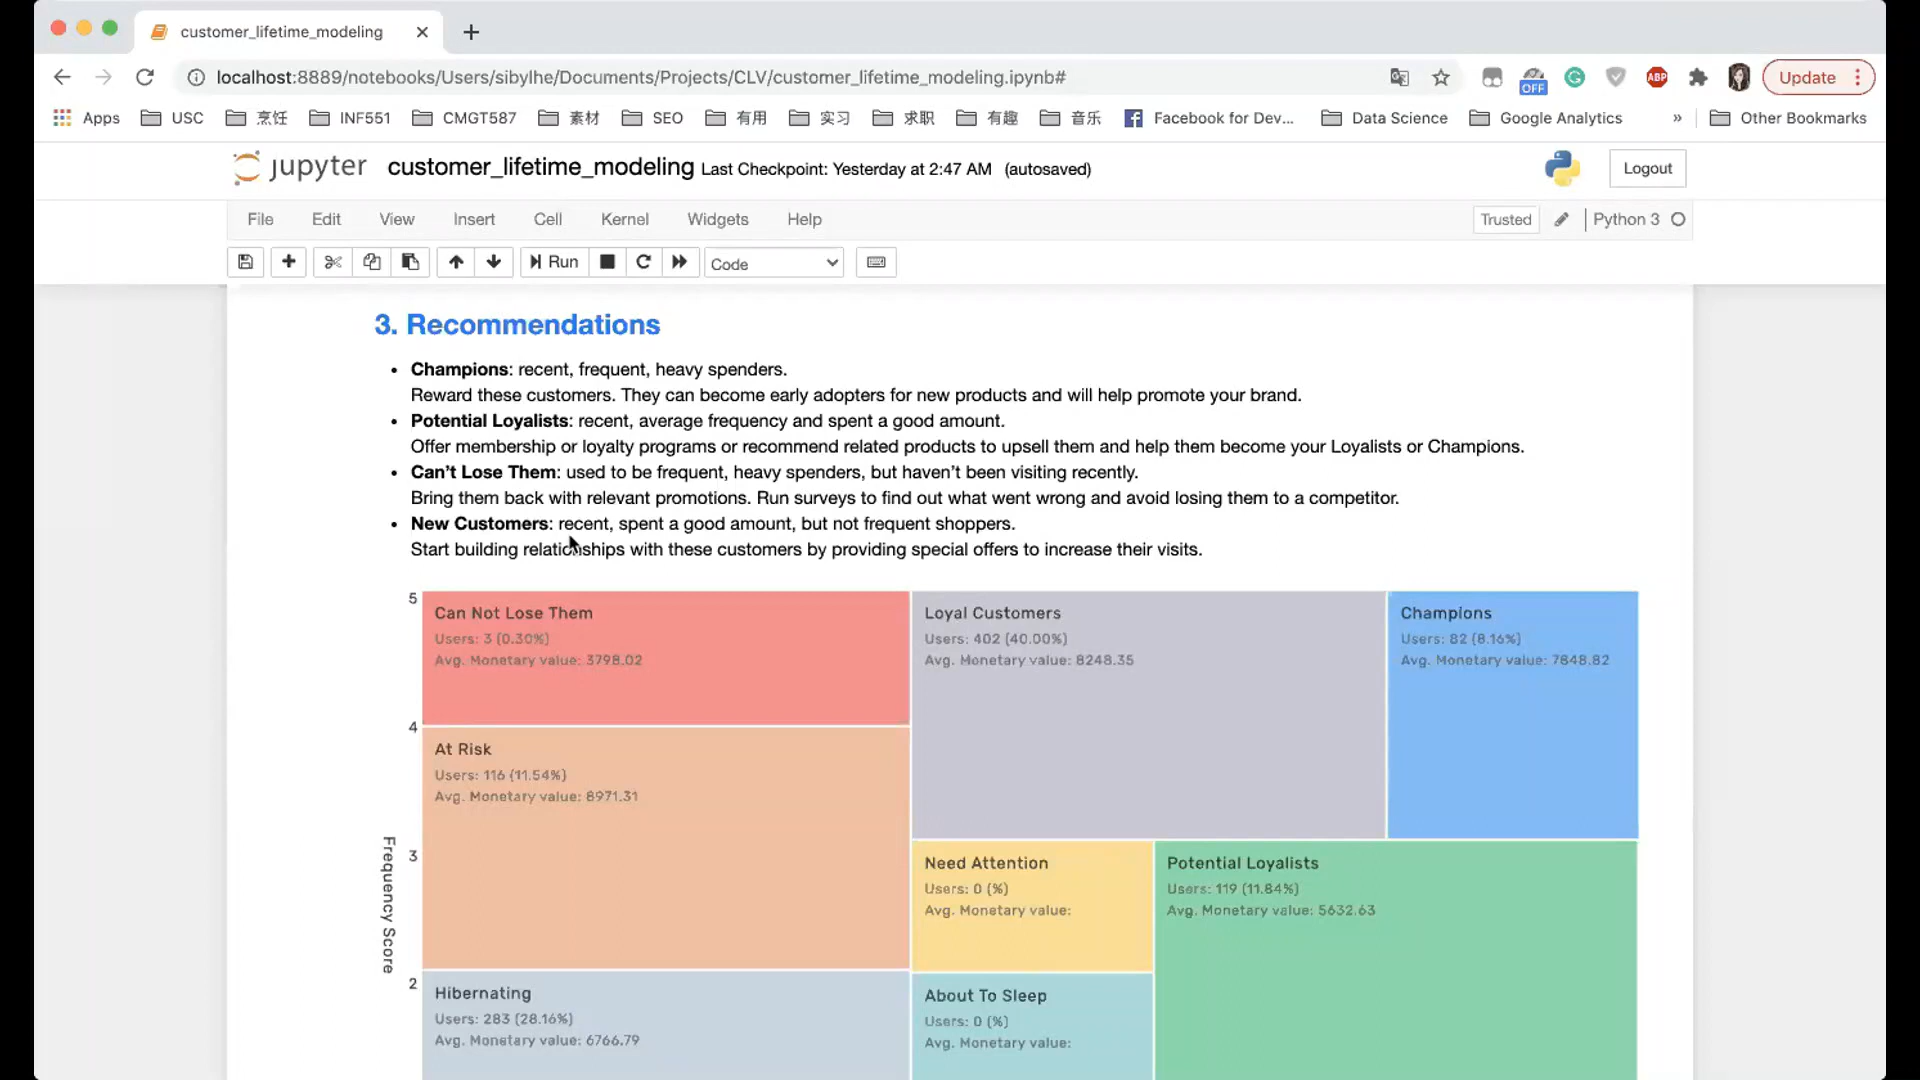 customer_lifetime_modeling
localhost:8889/notebooks/Users/sibylhe/Documents/Projects/CLV/customer_lifetime_modeling.ipynb#
OFF
ABP
Update
Apps USC 烹饪 INF551 CMGT587 素材 SEO 有用 实习 求职 有趣 音乐 Facebook for Dev... Data Science Google Analytics » Other Bookmarks
jupyter customer_lifetime_modeling Last Checkpoint: Yesterday at 2:47 AM (autosaved)
Logout
File Edit View Insert Cell Kernel Widgets Help
Trusted Python 3
Run Code
3. Recommendations
• Champions: recent, frequent, heavy spenders.
Reward these customers. They can become early adopters for new products and will help promote your brand.
• Potential Loyalists: recent, average frequency and spent a good amount.
Offer membership or loyalty programs or recommend related products to upsell them and help them become your Loyalists or Champions.
• Can't Lose Them: used to be frequent, heavy spenders, but haven't been visiting recently.
Bring them back with relevant promotions. Run surveys to find out what went wrong and avoid losing them to a competitor.
• New Customers: recent, spent a good amount, but not frequent shoppers.
Start building relationships with these customers by providing special offers to increase their visits.
5
4
3
2
Frequency Score
Can Not Lose Them
Users: 3 (0.30%)
Avg. Monetary value: 3798.02
Loyal Customers
Users: 402 (40.00%)
Avg. Monetary value: 8248.35
Champions
Users: 82 (8.16%)
Avg. Monetary value: 7848.82
At Risk
Users: 116 (11.54%)
Avg. Monetary value: 8971.31
Need Attention
Users: 0 (%)
Avg. Monetary value:
Potential Loyalists
Users: 119 (11.84%)
Avg. Monetary value: 5632.63
Hibernating
Users: 283 (28.16%)
Avg. Monetary value: 6766.79
About To Sleep
Users: 0 (%)
Avg. Monetary value: